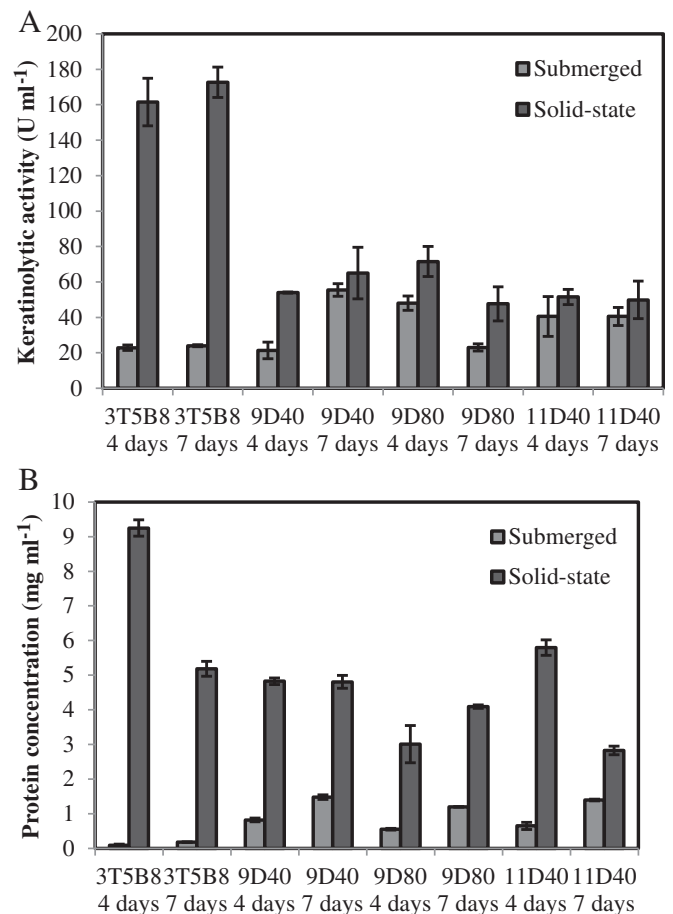 A
Keratinolytic activity (U ml-1)
200
180
160
140
120
100
80
60
40
20
0
Submerged
Solid-state
3T5B8 3T5B8 9D40 9D40 9D80 9D80 11D40 11D40
4 days 7 days 4 days 7 days 4 days 7 days 4 days 7 days
B
Protein concentration (mg ml-1)
10
9
8
7
6
5
4
3
2
1
0
Submerged
Solid-state
3T5B8 3T5B8 9D40 9D40 9D80 9D80 11D40 11D40
4 days 7 days 4 days 7 days 4 days 7 days 4 days 7 days